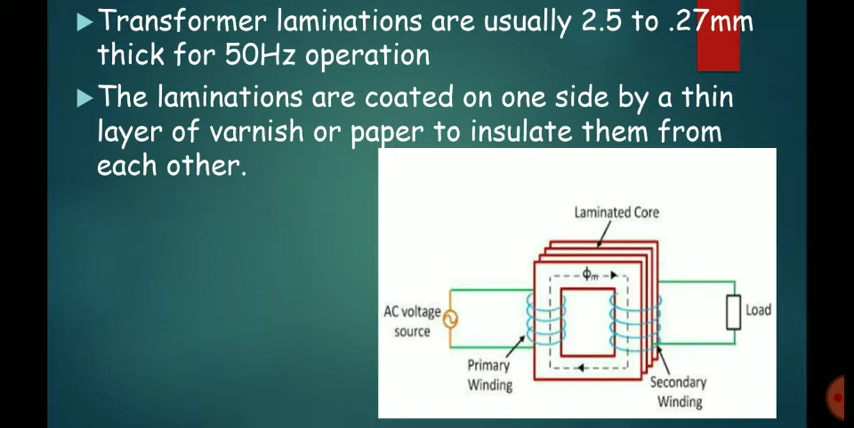 Transformer laminations are usually 2.5 to .27mm
thick for 50Hz operation
The laminations are coated on one side by a thin
layer of varnish or paper to insulate them from
each other.
Laminated Core
ϕm
AC voltage
source
Load
Primary
Winding
Secondary
Winding